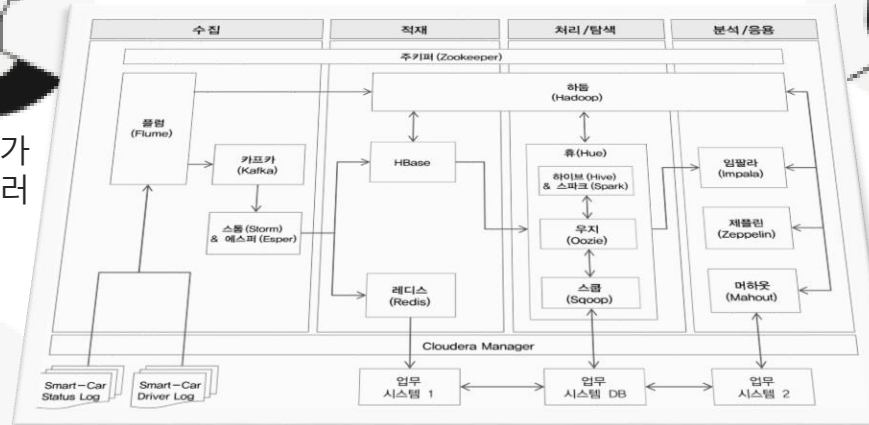 가
러
수집
적재
처리/탐색
분석/응용
주키퍼 (Zookeeper)
플럼
(Flume)
카프카
(Kafka)
스톰 (Storm)
& 에스퍼 (Esper)
하둡
(Hadoop)
HBase
레디스
(Redis)
휴 (Hue)
하이브 (Hive)
& 스파크 (Spark)
우지
(Oozie)
스쿱
(Sqoop)
임팔라
(Impala)
제플린
(Zeppelin)
머하웃
(Mahout)
Cloudera Manager
Smart-Car
Status Log
Smart-Car
Driver Log
업무
시스템 1
업무
시스템 DB
업무
시스템 2